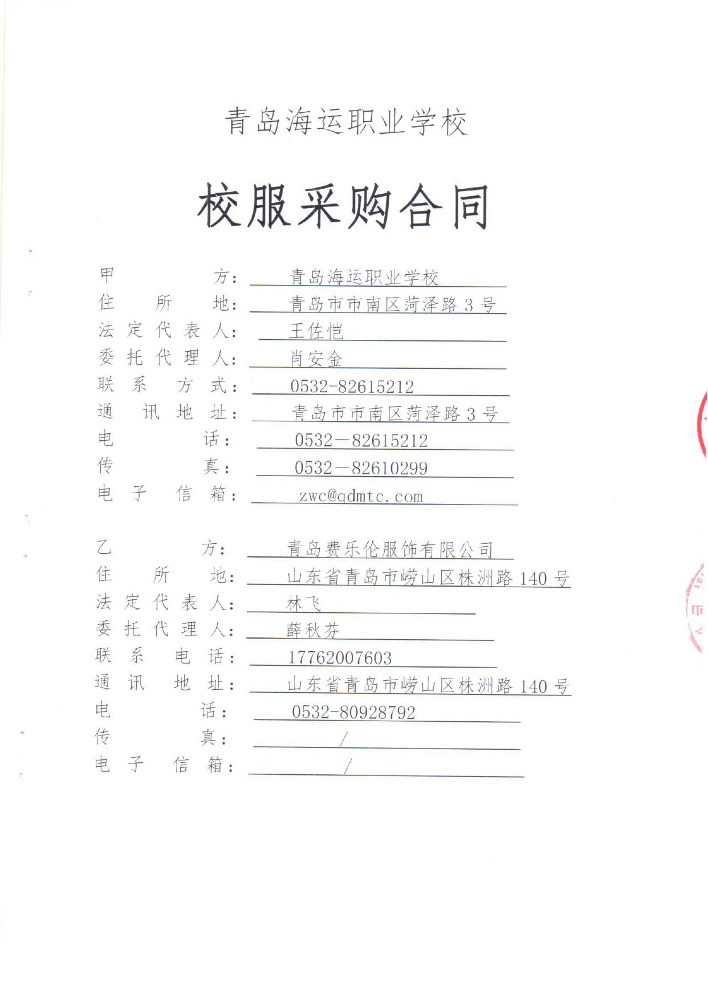 青岛海运职业学校
校服采购合同
甲方：青岛海运职业学校
住所地：青岛市市南区菏泽路3号
法定代表人：王佐恺
委托代理人：肖安金
联系方式：0532-82615212
通讯地址：青岛市市南区菏泽路3号
电话：0532—82615212
传真：0532—82610299
电子信箱：zwc@qdmtc.com
乙方：青岛费乐伦服饰有限公司
住所地：山东省青岛市崂山区株洲路140号
法定代表人：林飞
委托代理人：薛秋芬
联系电话：17762007603
通讯地址：山东省青岛市崂山区株洲路140号
电话：0532-80928792
传真：/
电子信箱：/